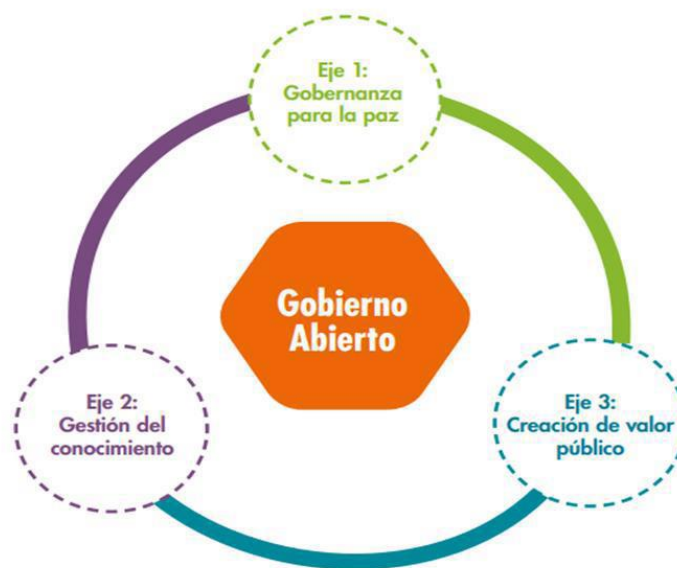 Eje 1:
Gobernanza
para la paz
Gobierno
Abierto
Eje 2:
Gestión del
conocimiento
Eje 3:
Creación de valor
público